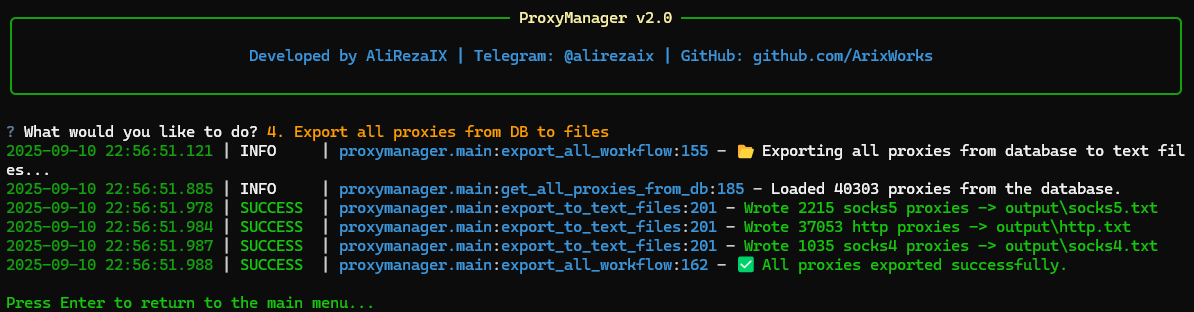 ProxyManager v2.0
Developed by AliRezaIX | Telegram: @alirezaix | GitHub: github.com/ArixWorks
? What would you like to do? 4. Export all proxies from DB to files
2025-09-10 22:56:51.121 | INFO     | proxymanager.main:export_all_workflow:155 - 📂 Exporting all proxies from database to text fil
es...
2025-09-10 22:56:51.885 | INFO     | proxymanager.main:get_all_proxies_from_db:185 - Loaded 40303 proxies from the database.
2025-09-10 22:56:51.978 | SUCCESS  | proxymanager.main:export_to_text_files:201 - Wrote 2215 socks5 proxies -> output\socks5.txt
2025-09-10 22:56:51.984 | SUCCESS  | proxymanager.main:export_to_text_files:201 - Wrote 37053 http proxies -> output\http.txt
2025-09-10 22:56:51.987 | SUCCESS  | proxymanager.main:export_to_text_files:201 - Wrote 1035 socks4 proxies -> output\socks4.txt
2025-09-10 22:56:51.988 | SUCCESS  | proxymanager.main:export_all_workflow:162 - ✅ All proxies exported successfully.
Press Enter to return to the main menu...